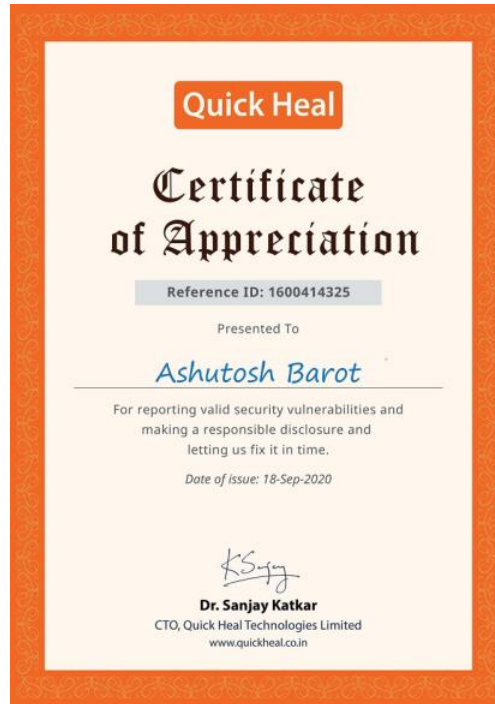 Quick Heal
Certificate
of Appreciation
Reference ID: 1600414325
Presented To
Ashutosh Barot
For reporting valid security vulnerabilities and
making a responsible disclosure and
letting us fix it in time.
Date of issue: 18-Sep-2020
KSanjay
Dr. Sanjay Katkar
CTO, Quick Heal Technologies Limited
www.quickheal.co.in